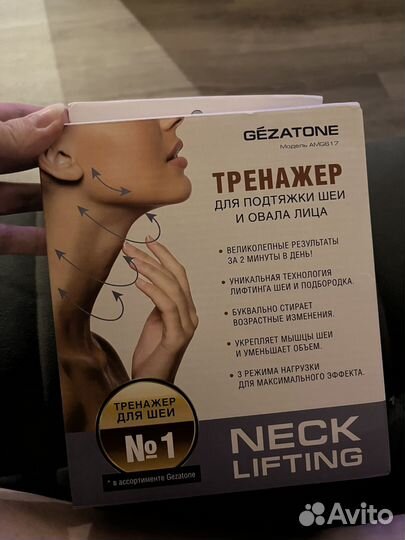 GÉZATONE
Модель AMG617
ТРЕНАЖЕР
ДЛЯ ПОДТЯЖКИ ШЕИ
И ОВАЛА ЛИЦА
• ВЕЛИКОЛЕПНЫЕ РЕЗУЛЬТАТЫ
ЗА 2 МИНУТЫ В ДЕНЬ!
• УНИКАЛЬНАЯ ТЕХНОЛОГИЯ
ЛИФТИНГА ШЕИ И ПОДБОРОДКА.
• БУКВАЛЬНО СТИРАЕТ
ВОЗРАСТНЫЕ ИЗМЕНЕНИЯ.
• УКРЕПЛЯЕТ МЫШЦЫ ШЕИ
И УМЕНЬШАЕТ ОБЪЕМ.
• 3 РЕЖИМА НАГРУЗКИ
ДЛЯ МАКСИМАЛЬНОГО ЭФФЕКТА.
ТРЕНАЖЕР
ДЛЯ ШЕИ
№1
* в ассортименте Gezatone
NECK
LIFTING
Avito